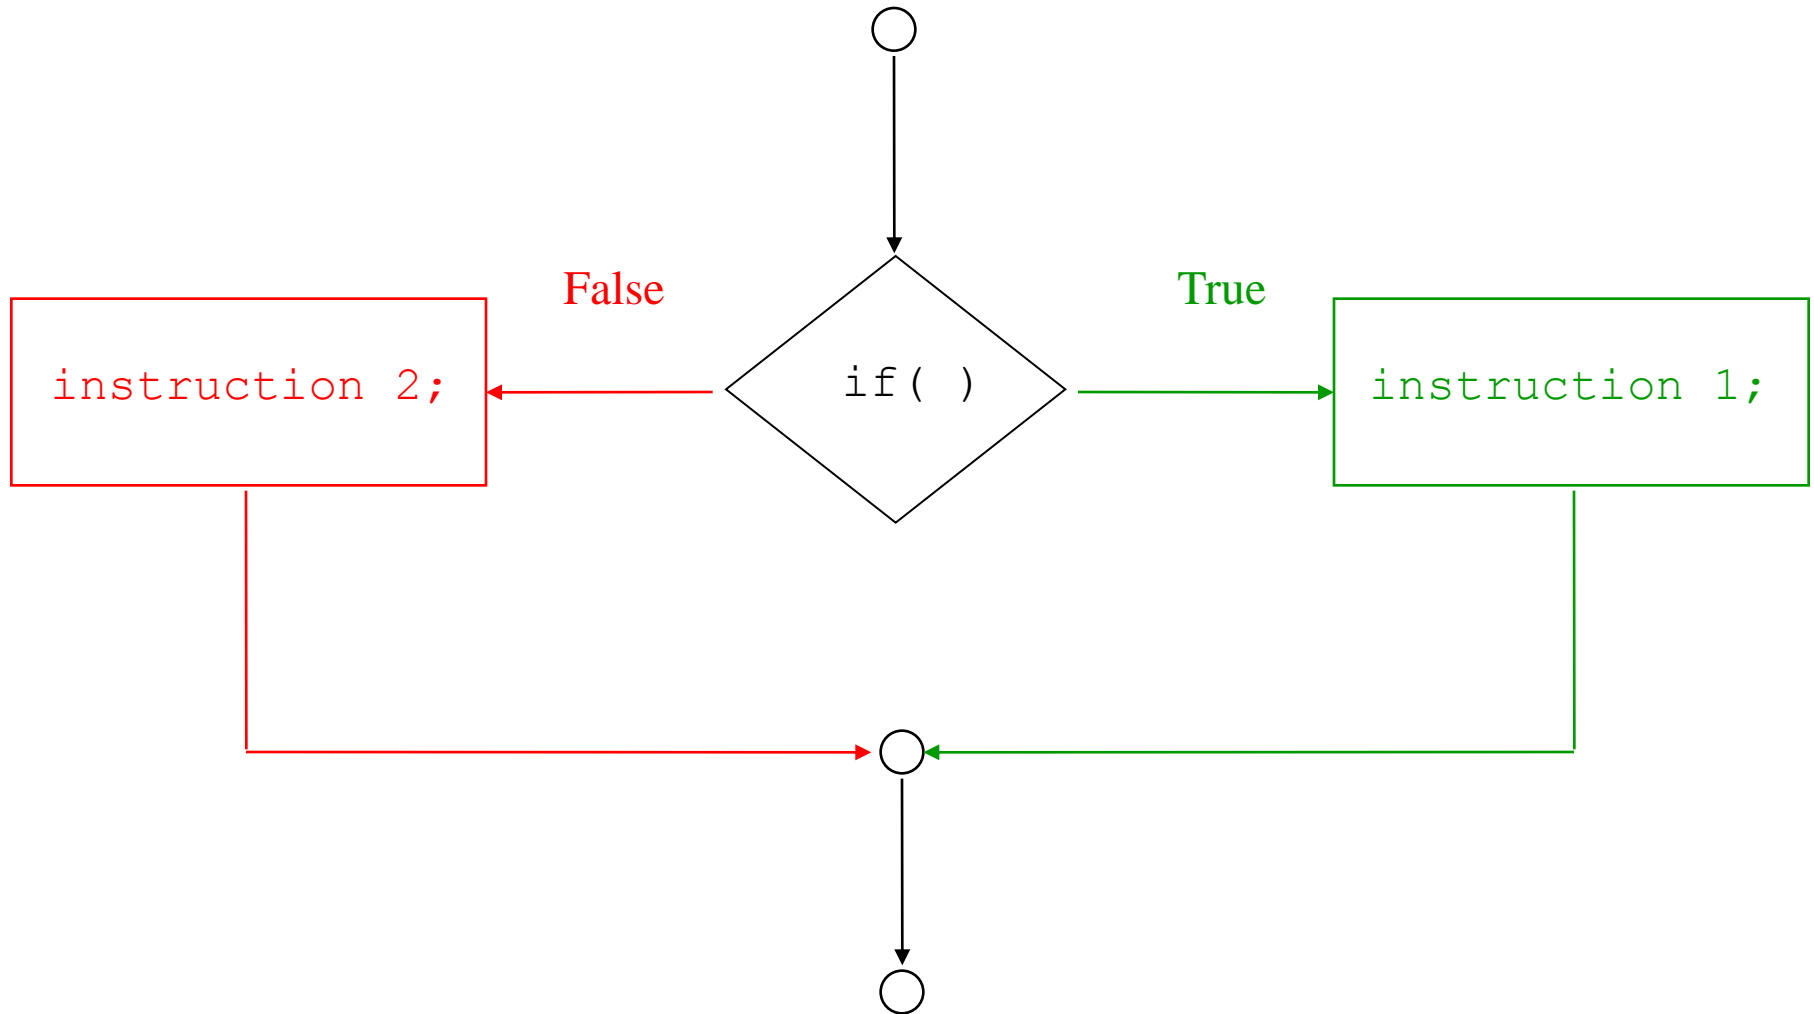 False
True
instruction 2;
if( )
instruction 1;